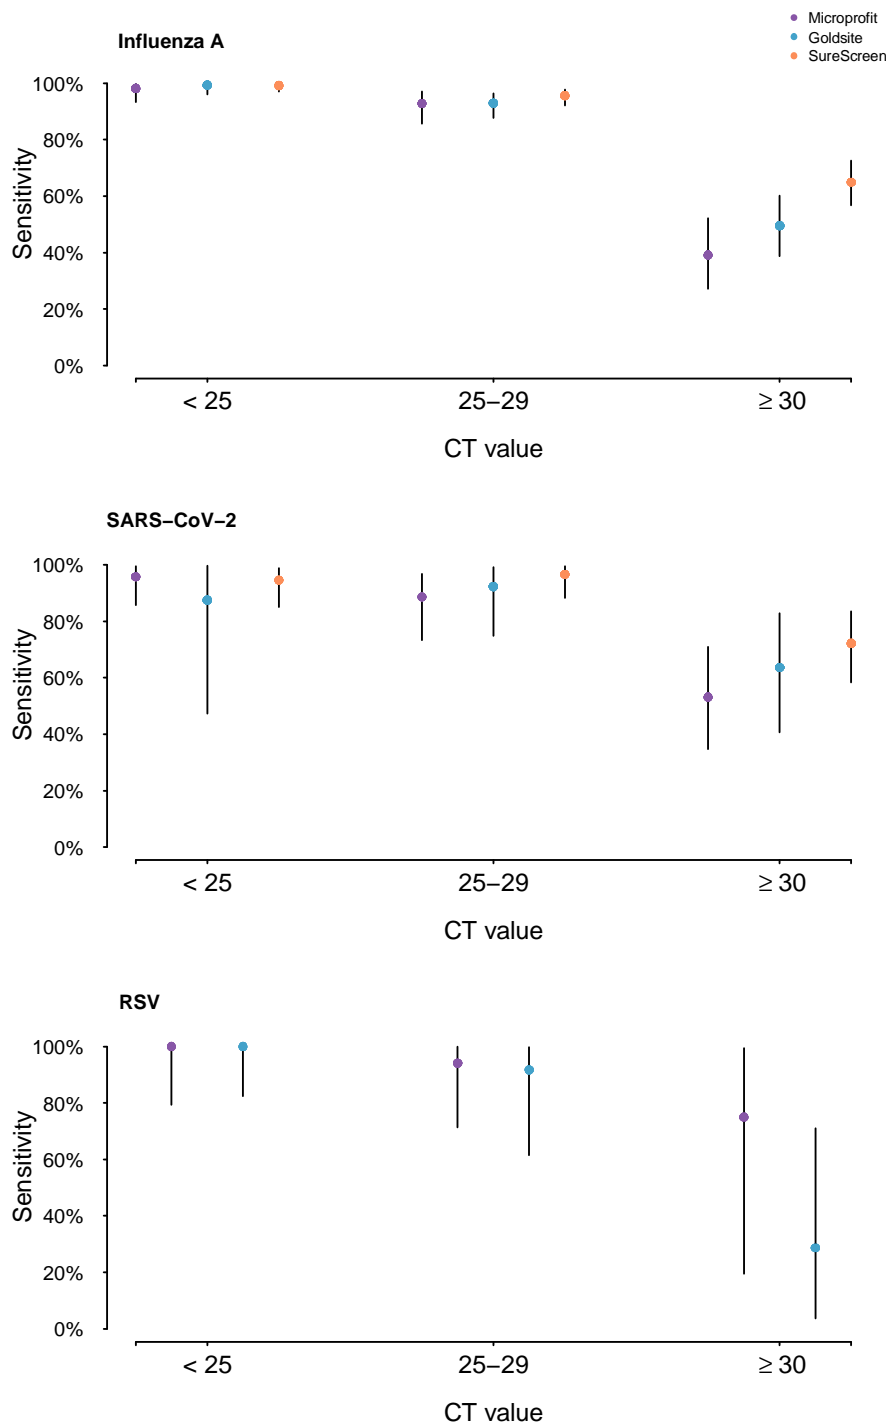 Microprofit
Goldsite
SureScreen
Influenza A
100%
80%
60%
40%
20%
0%
Sensitivity
< 25
25−29
≥ 30
CT value
SARS−CoV−2
100%
80%
60%
40%
20%
0%
Sensitivity
< 25
25−29
≥ 30
CT value
RSV
100%
80%
60%
40%
20%
0%
Sensitivity
< 25
25−29
≥ 30
CT value